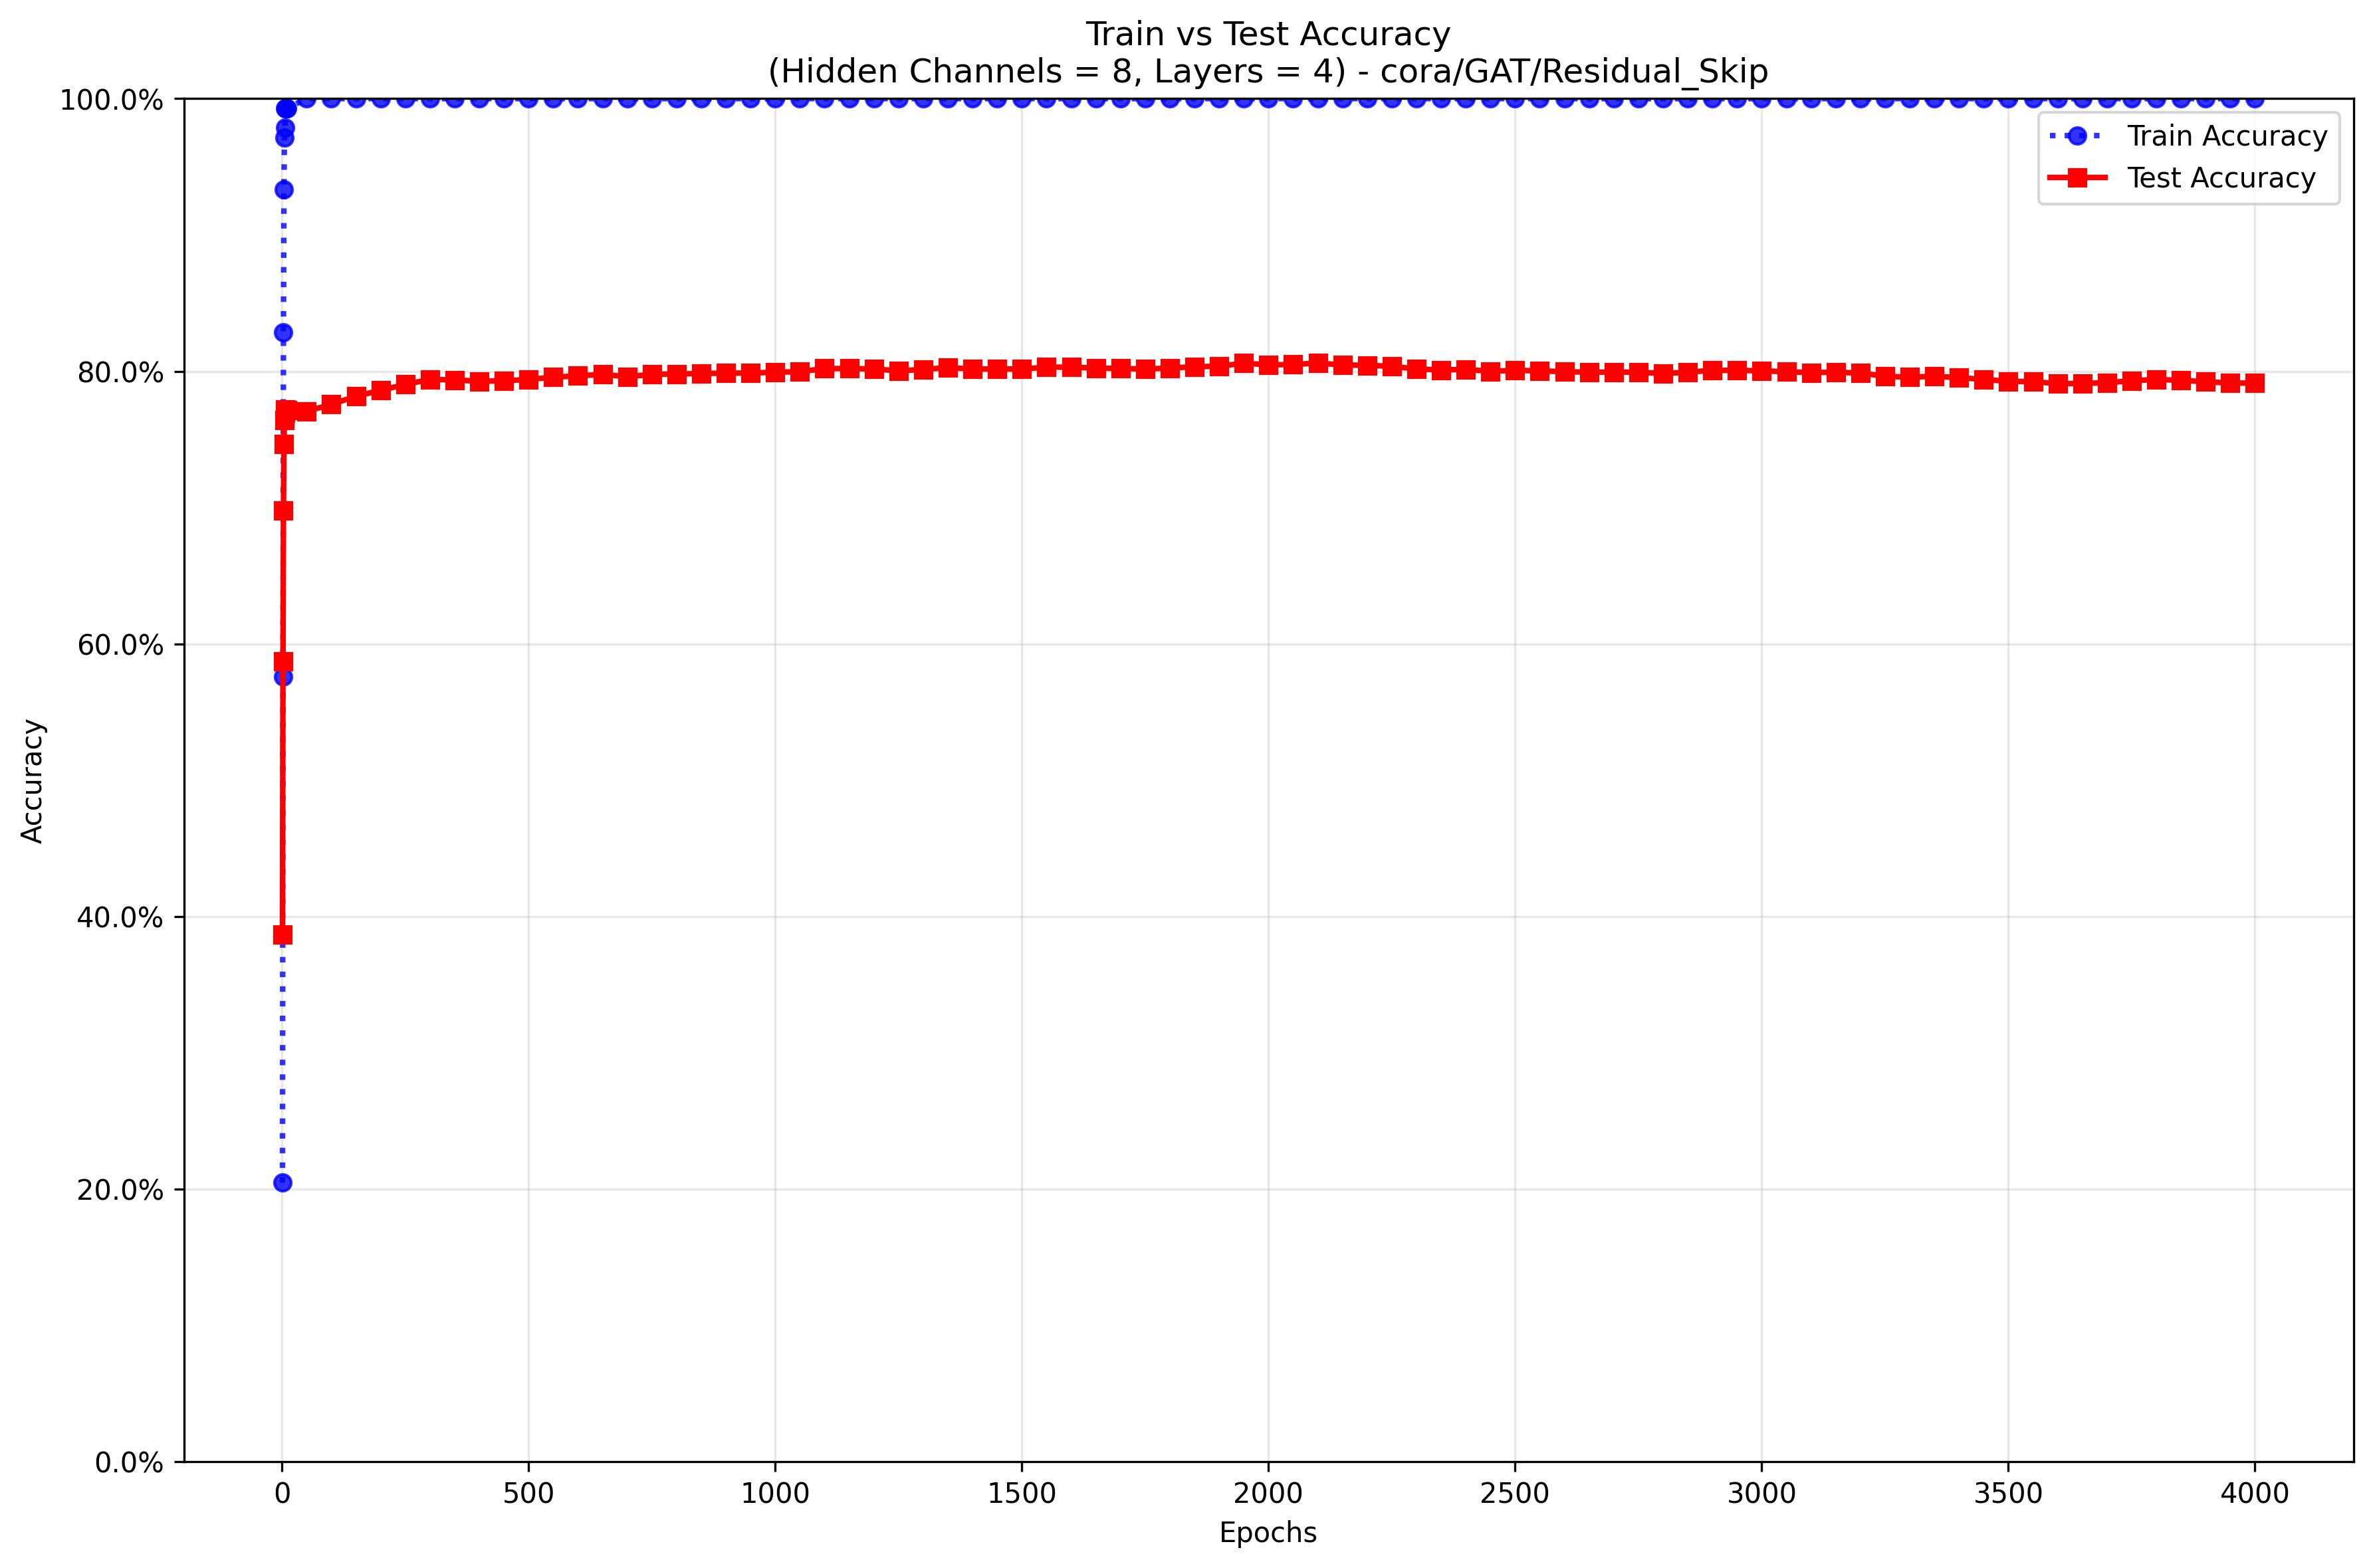 Train vs Test Accuracy
(Hidden Channels = 8, Layers = 4) - cora/GAT/Residual_Skip
100.0%
80.0%
60.0%
40.0%
20.0%
0.0%
Accuracy
Train Accuracy
Test Accuracy
0 500 1000 1500 2000 2500 3000 3500 4000
Epochs